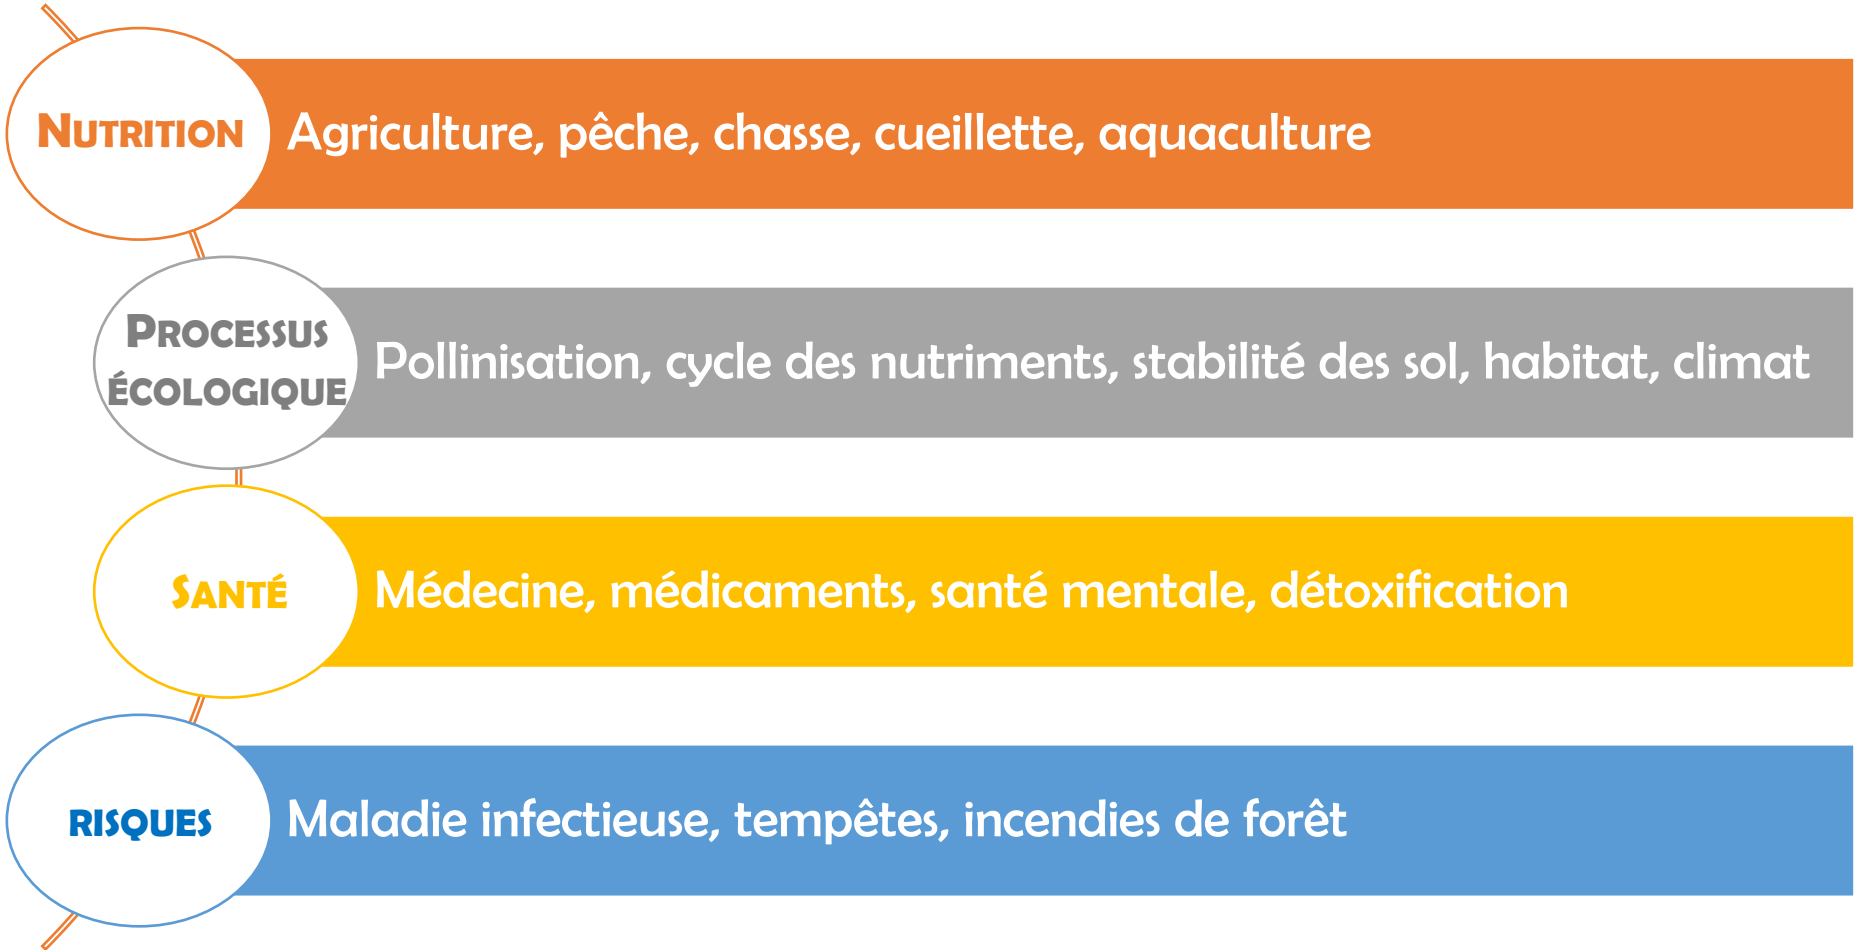 NUTRITION
Agriculture, pêche, chasse, cueillette, aquaculture
PROCESSUS
ÉCOLOGIQUE
Pollinisation, cycle des nutriments, stabilité des sol, habitat, climat
SANTÉ
Médecine, médicaments, santé mentale, détoxification
RISQUES
Maladie infectieuse, tempêtes, incendies de forêt